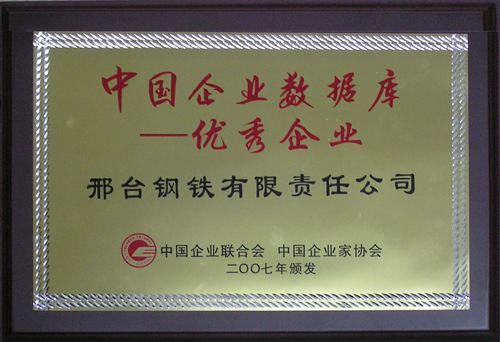 中国企业数据库
—优秀企业
邢台钢铁有限责任公司
中国企业联合会 中国企业家协会
二〇〇七年颁发